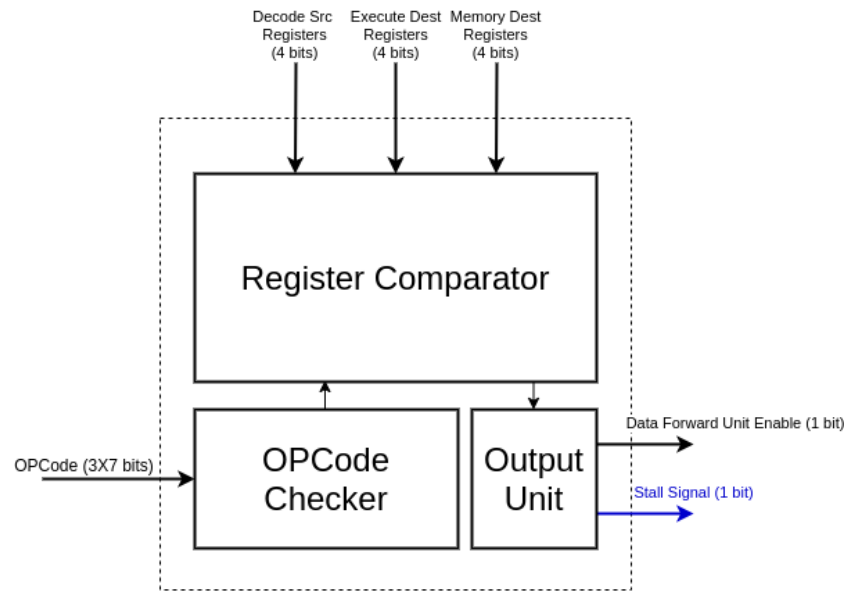 Decode Src
Registers
(4 bits)
Execute Dest
Registers
(4 bits)
Memory Dest
Registers
(4 bits)
Register Comparator
OPCode (3X7 bits)
OPCode
Checker
Output
Unit
Data Forward Unit Enable (1 bit)
Stall Signal (1 bit)